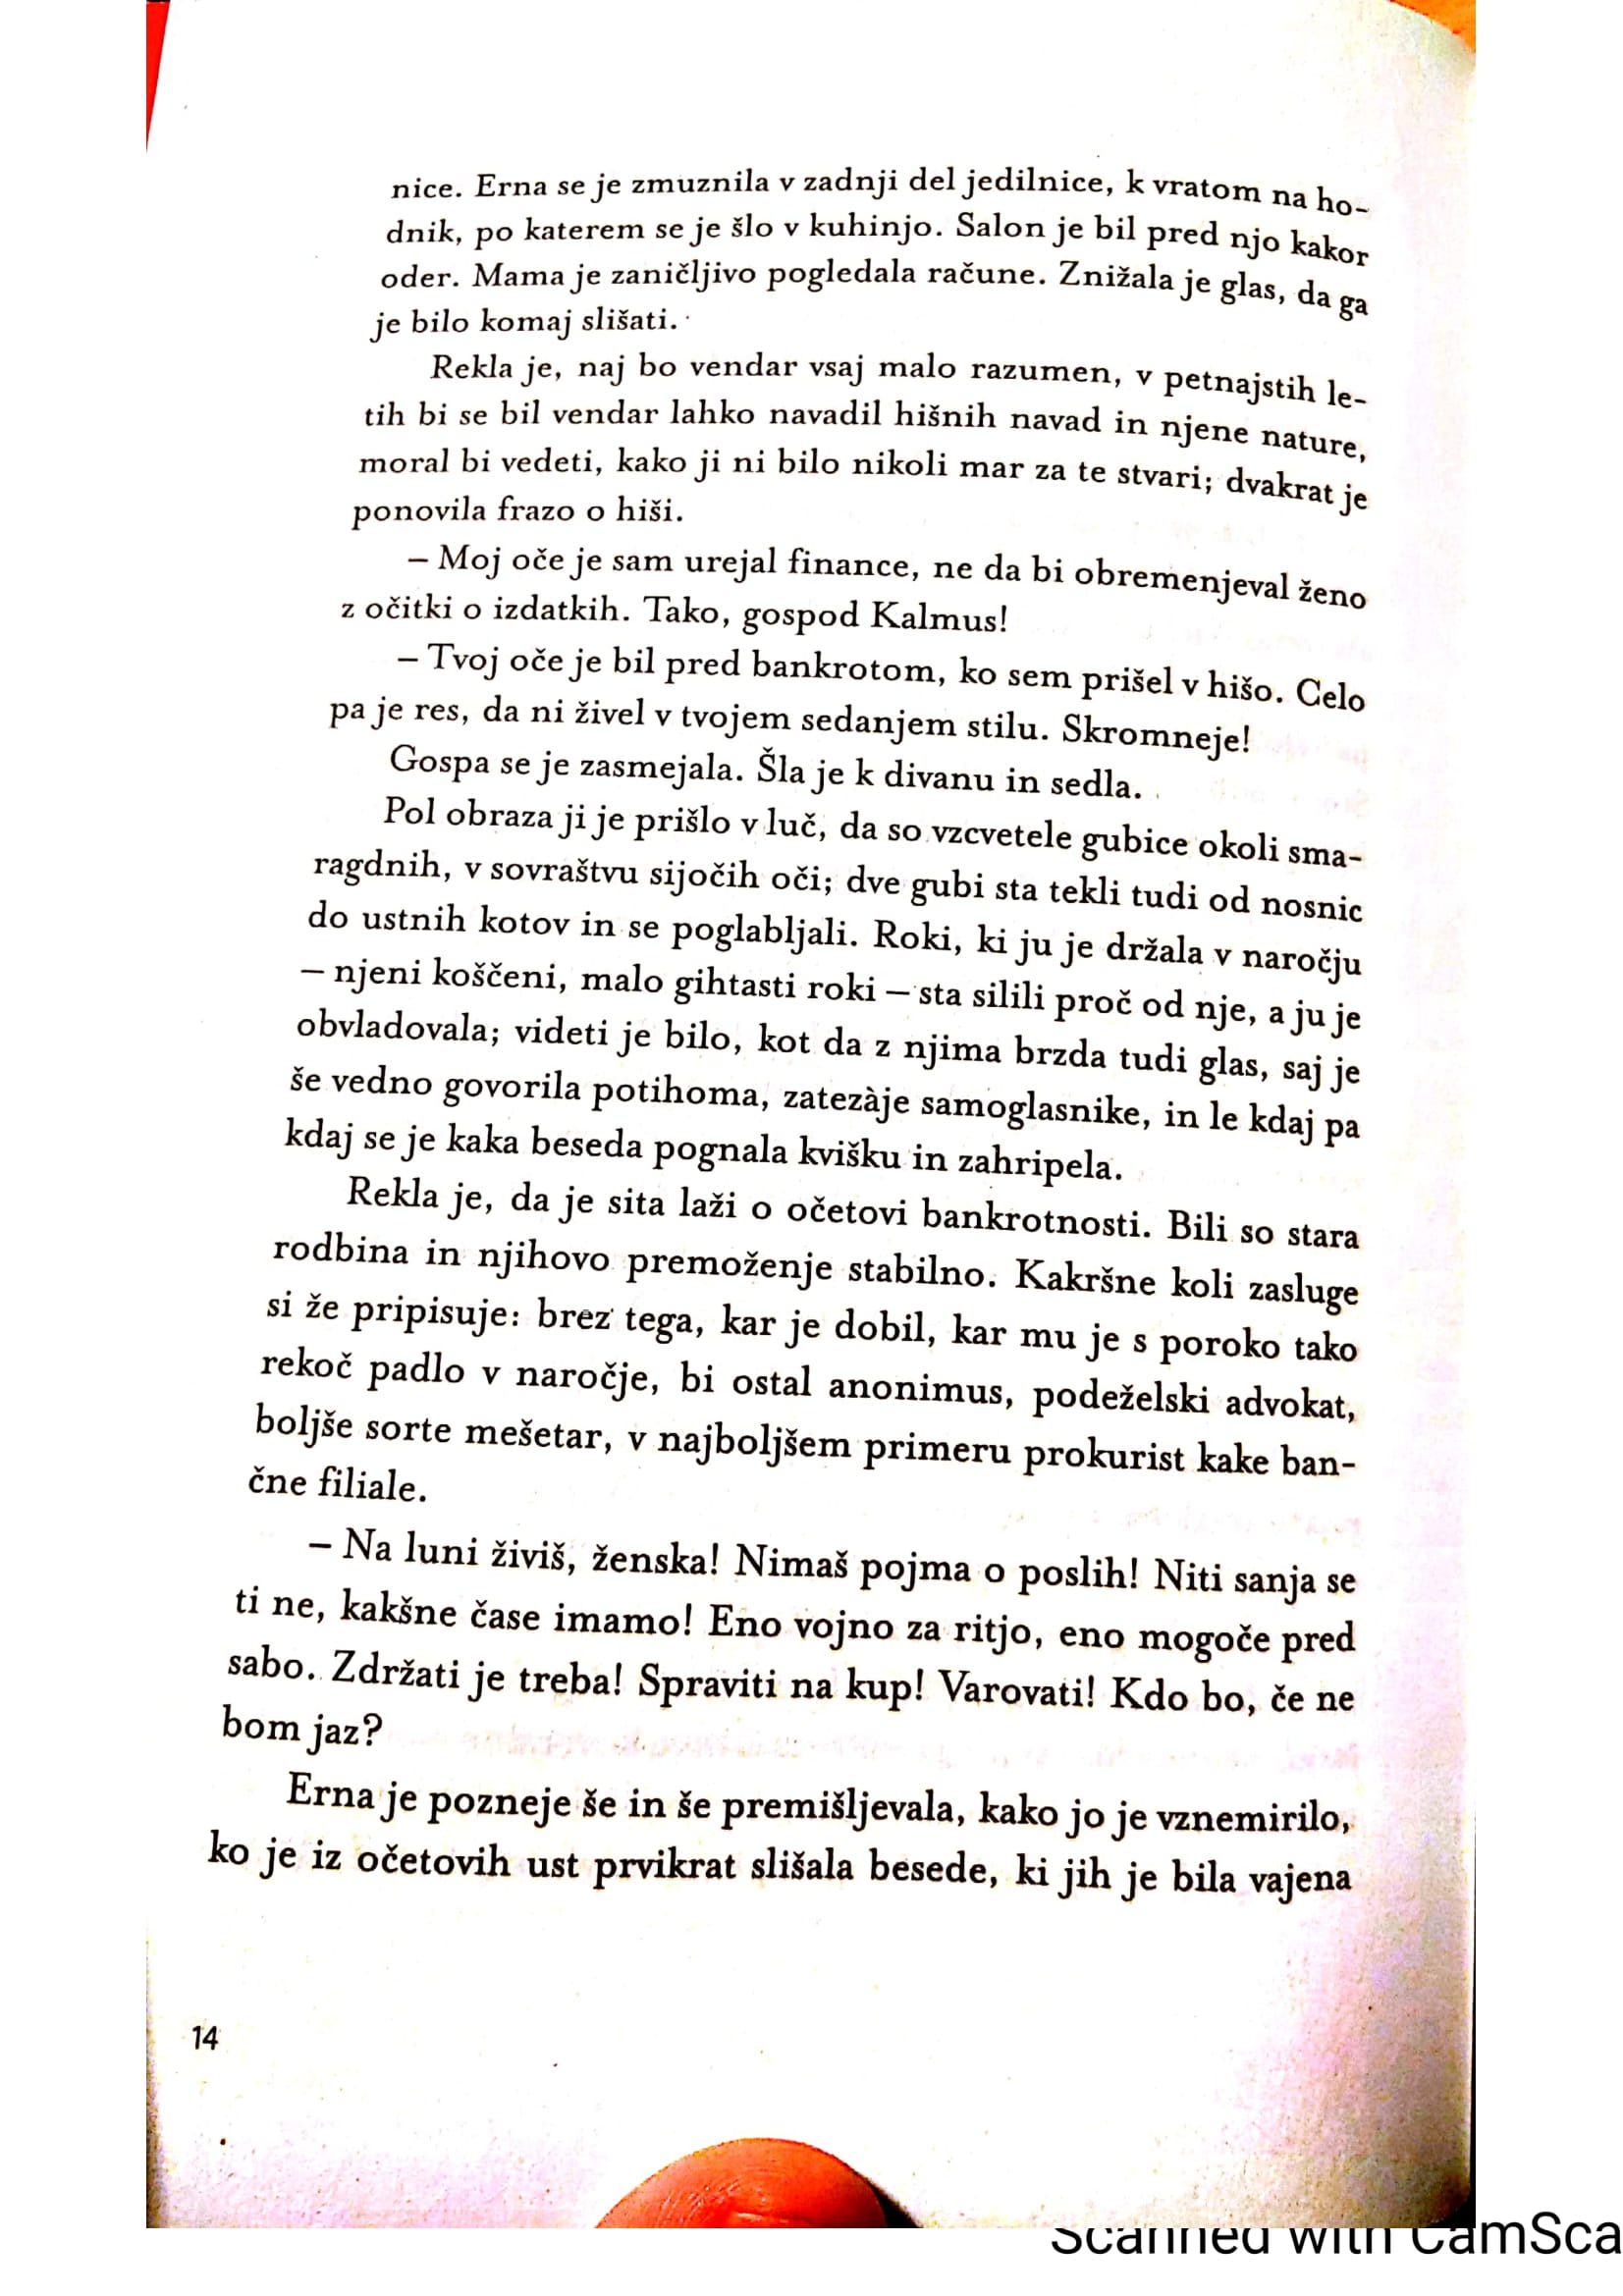 nice. Erna se je zmuznila v zadnji del jedilnice, k vratom na ho-
dnik, po katerem se je šlo v kuhinjo. Salon je bil pred njo kakor
oder. Mama je zaničljivo pogledala račune. Znižala je glas, da ga
je bilo komaj slišati.
Rekla je, naj bo vendar vsaj malo razumen, v petnajstih le-
tih bi se bil vendar lahko navadil hišnih navad in njene nature,
moral bi vedeti, kako ji ni bilo nikoli mar za te stvari; dvakrat je
ponovila frazo o hiši.
– Moj oče je sam urejal finance, ne da bi obremenjeval ženo
z očitki o izdatkih. Tako, gospod Kalmus!
– Tvoj oče je bil pred bankrotom, ko sem prišel v hišo. Celo
pa je res, da ni živel v tvojem sedanjem stilu. Skromneje!
Gospa se je zasmejala. Šla je k divanu in sedla.
Pol obraza ji je prišlo v luč, da so vzcvetele gubice okoli sma-
ragdnih, v sovraštvu sijočih oči; dve gubi sta tekli tudi od nosnic
do ustnih kotov in se poglabljali. Roki, ki ju je držala v naročju
– njeni koščeni, malo gihtasti roki – sta silili proč od nje, a ju je
obvladovala; videti je bilo, kot da z njima brzda tudi glas, saj je
še vedno govorila potihoma, zatezàje samoglasnike, in le kdaj pa
kdaj se je kaka beseda pognala kvišku in zahripela.
Rekla je, da je sita laži o očetovi bankrotnosti. Bili so stara
rodbina in njihovo premoženje stabilno. Kakršne koli zasluge
si že pripisuje: brez tega, kar je dobil, kar mu je s poroko tako
rekoč padlo v naročje, bi ostal anonimus, podeželski advokat,
boljše sorte mešetar, v najboljšem primeru prokurist kake ban-
čne filiale.
– Na luni živiš, ženska! Nimaš pojma o poslih! Niti sanja se
ti ne, kakšne čase imamo! Eno vojno za ritjo, eno mogoče pred
sabo. Zdržati je treba! Spraviti na kup! Varovati! Kdo bo, če ne
bom jaz?
Erna je pozneje še in še premišljevala, kako jo je vznemirilo,
ko je iz očetovih ust prvikrat slišala besede, ki jih je bila vajena
14
Scanned with CamSca